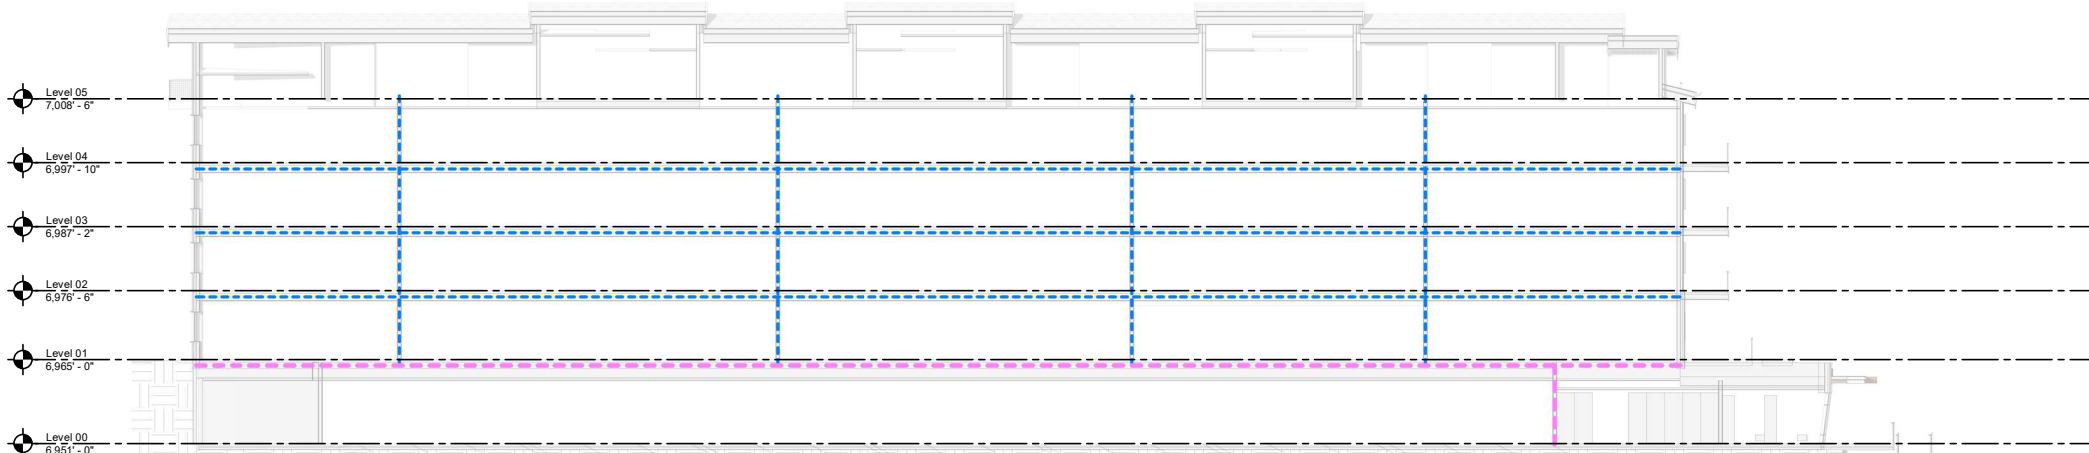 Level 05
7,008' - 6"
Level 04
6,997' - 10"
Level 03
6,987' - 2"
Level 02
6,976' - 6"
Level 01
6,965' - 0"
Level 00
6,951' - 0"